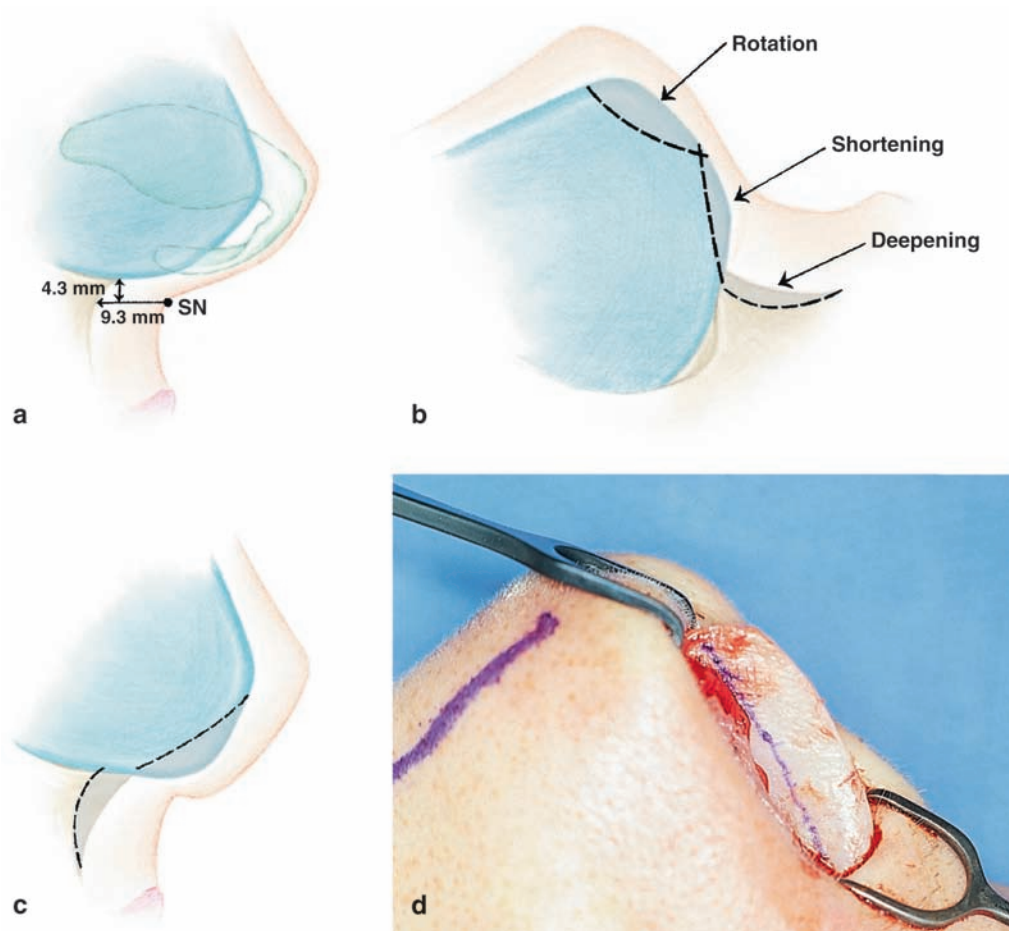 Rotation
Shortening
Deepening
4.3 mm
SN
9.3 mm
a
b
c
d